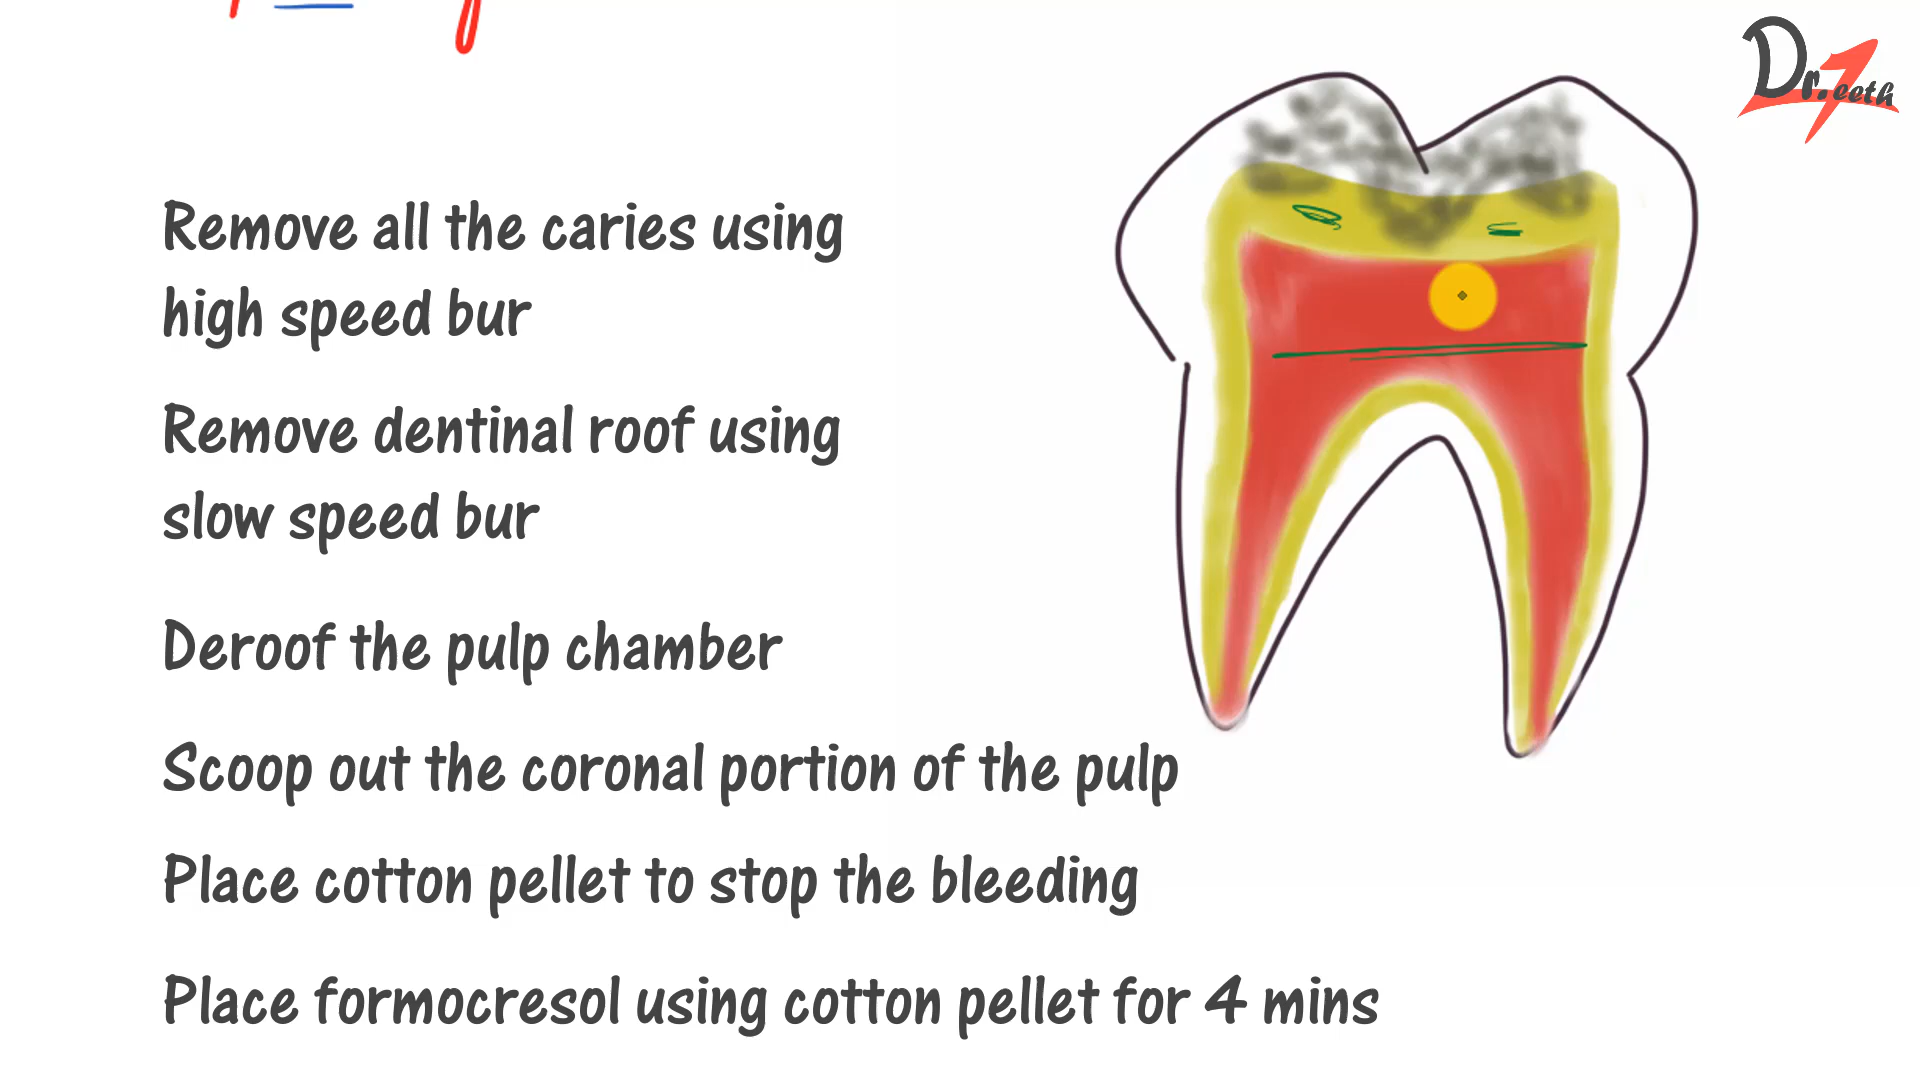 Dr.Teeth
Remove all the caries using
high speed bur
Remove dentinal roof using
slow speed bur
Deroof the pulp chamber
Scoop out the coronal portion of the pulp
Place cotton pellet to stop the bleeding
Place formocresol using cotton pellet for 4 mins